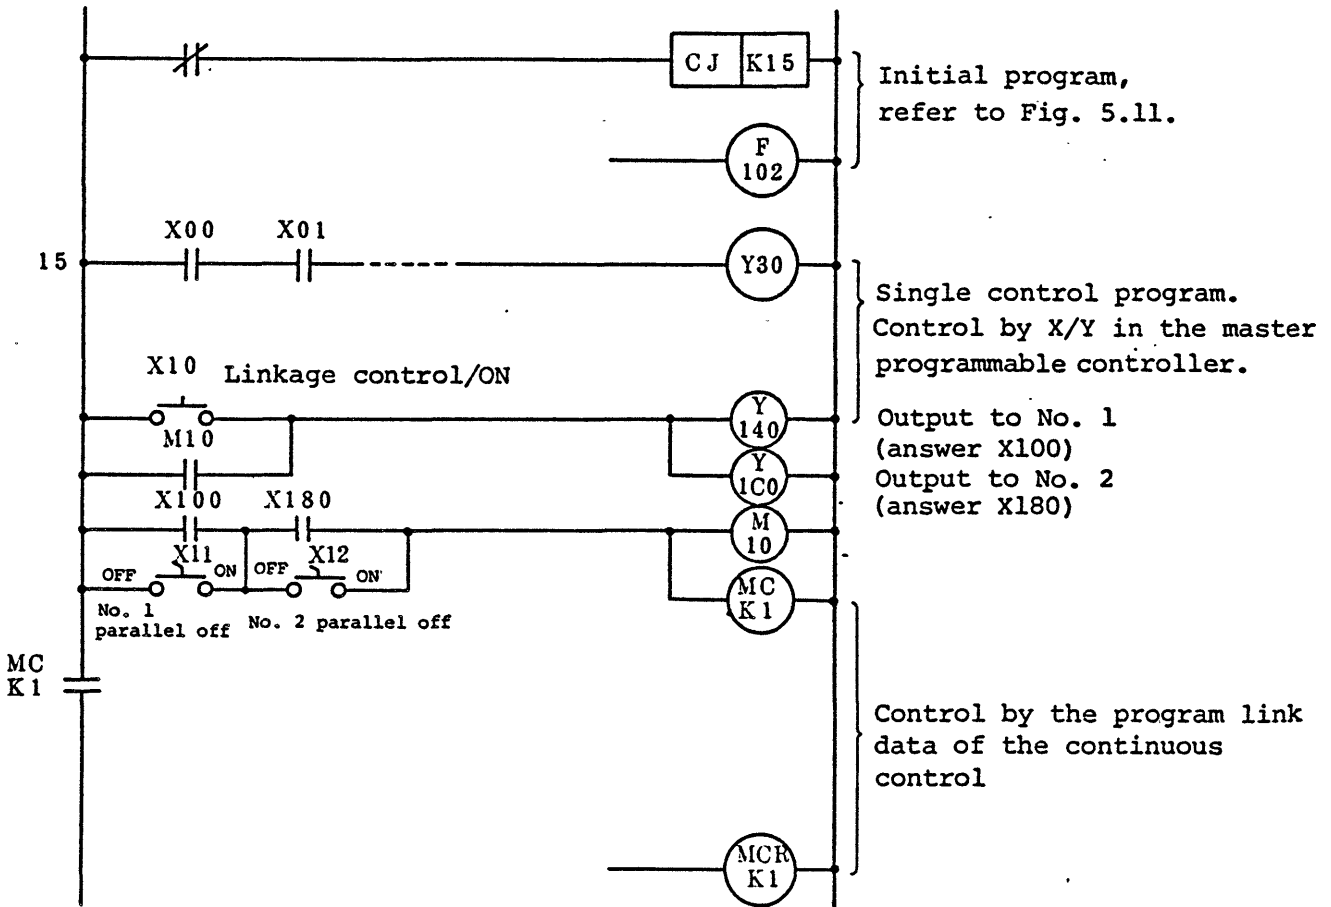 CJ K15
Initial program,
refer to Fig. 5.11.
F
102
X00 X01
15
Y30
Single control program.
Control by X/Y in the master
programmable controller.
X10 Linkage control/ON
Y
140
Output to No. 1
(answer X100)
M10
Y
1C0
Output to No. 2
(answer X180)
X100 X180
M
10
X11 X12
OFF ON OFF ON
MC
K1
No. 1
parallel off
No. 2 parallel off
MC
K1
Control by the program link
data of the continuous
control
MCR
K1